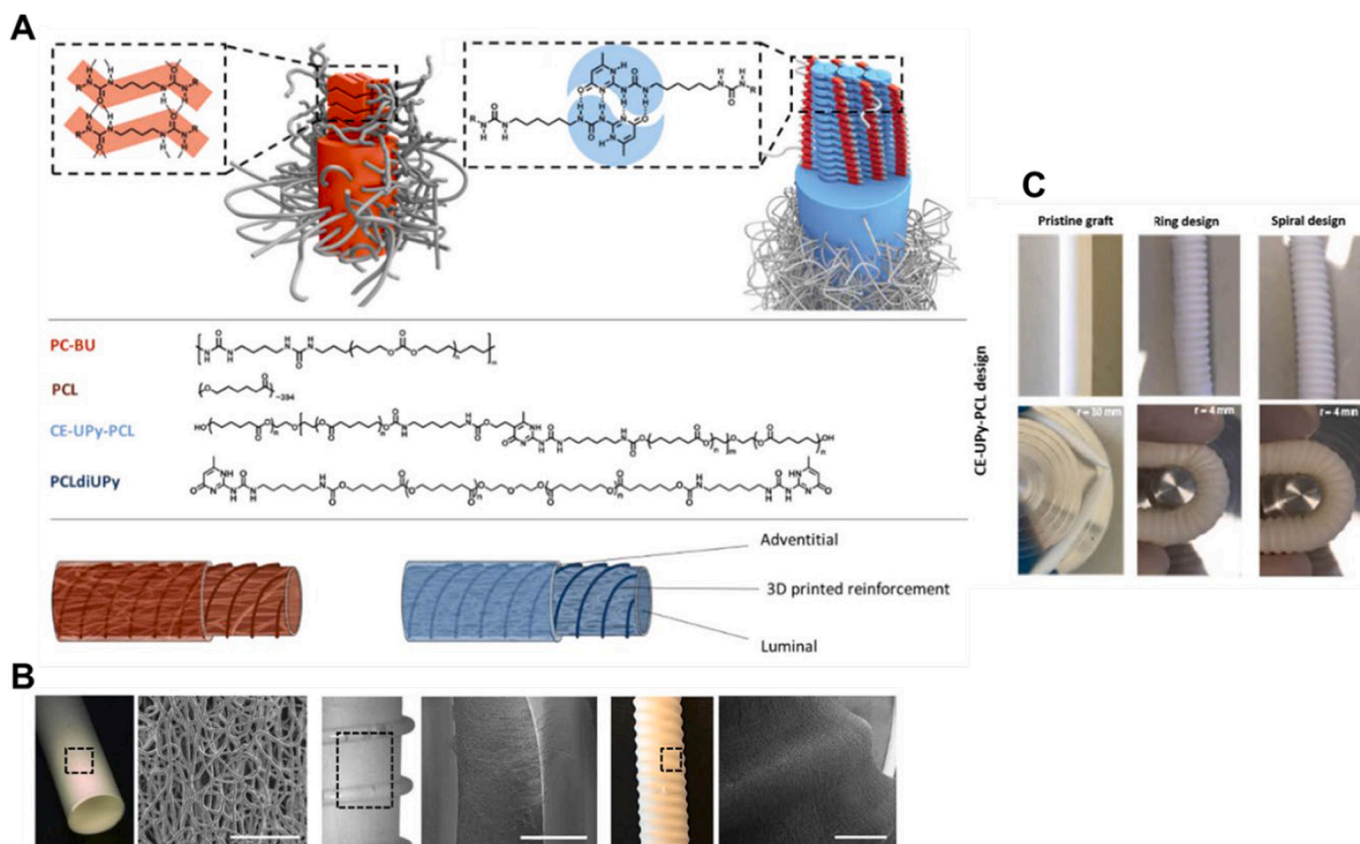 A
C
Pristine graft
Ring design
Spiral design
r = 30 mm
r = 4 mm
r = 4 mm
CE-UPy-PCL design
PC-BU
PCL
~394
CE-UPy-PCL
PCLdiUPy
Adventitial
3D printed reinforcement
Luminal
B